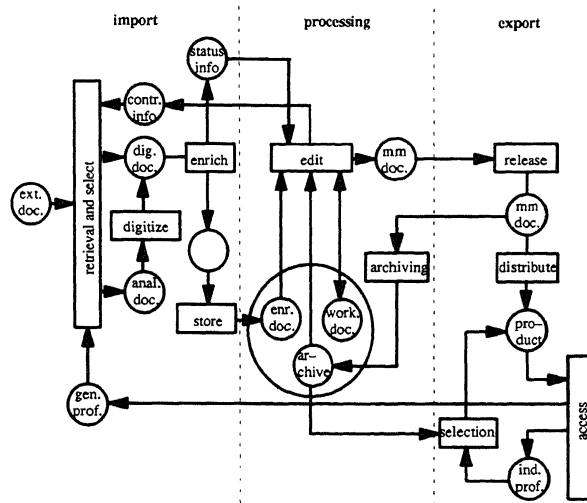 import
processing
export
status
info
contr.
info
dig.
doc.
enrich
edit
mm
doc.
release
ext.
doc.
retrieval and select
digitize
mm
doc.
anal.
doc.
archiving
distribute
store
enr.
doc.
work.
doc.
pro-
duct
ar-
chive
gen.
prof.
selection
access
ind.
prof.